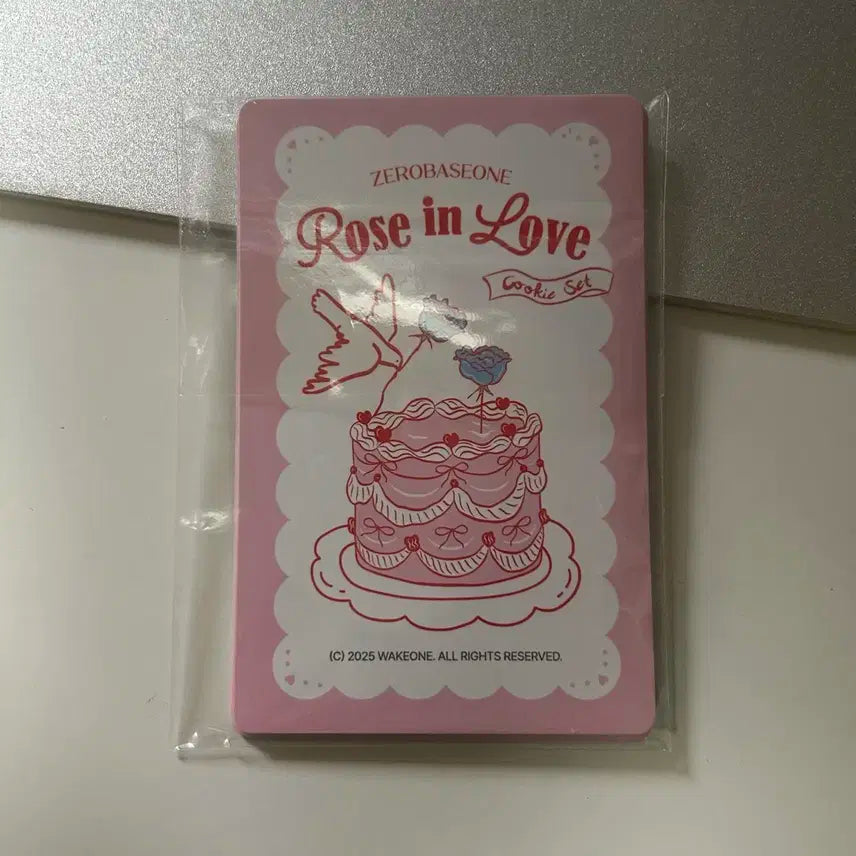 ZEROBASEONE
Rose in Love
Cookie Set
(C) 2025 WAKEONE. ALL RIGHTS RESERVED.